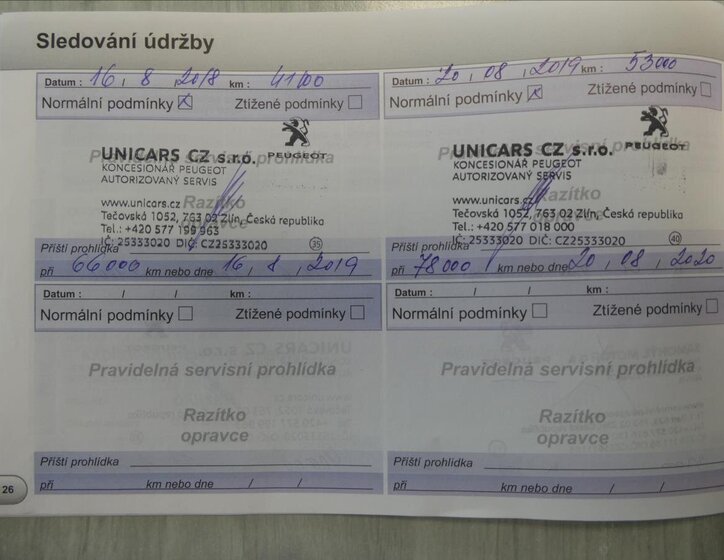 Sledování údržby
Datum : 16 , 8 , 2018 km : 41100
Normální podmínky ☒ Ztížené podmínky ☐
UNICARS CZ s.r.o. PEUGEOT
KONCESIONÁŘ PEUGEOT
AUTORIZOVANÝ SERVIS
Razítko
www.unicars.cz
opravce
Tečovská 1052, 763 02 Zlín, Česká republika
Tel.: +420 577 199 963
IČ: 25333020 DIČ: CZ25333020 35
Příští prohlídka
při 66000 km nebo dne 16 , 8 , 2019
Datum : 20 , 08 , 2019 km : 53000
Normální podmínky ☒ Ztížené podmínky ☐
UNICARS CZ s.r.o. PEUGEOT
KONCESIONÁŘ PEUGEOT
AUTORIZOVANÝ SERVIS
Razítko
www.unicars.cz
opravce
Tečovská 1052, 763 02 Zlín, Česká republika
Tel.: +420 577 018 000
IČ: 25333020 DIČ: CZ25333020 40
Příští prohlídka
při 78000 km nebo dne 20 , 08 , 2020
Datum : / / km :
Normální podmínky ☐ Ztížené podmínky ☐
Pravidelná servisní prohlídka
Razítko
opravce
Příští prohlídka
při km nebo dne / /
Datum : / / km :
Normální podmínky ☐ Ztížené podmínky ☐
Pravidelná servisní prohlídka
Razítko
opravce
Příští prohlídka
při km nebo dne / /
26